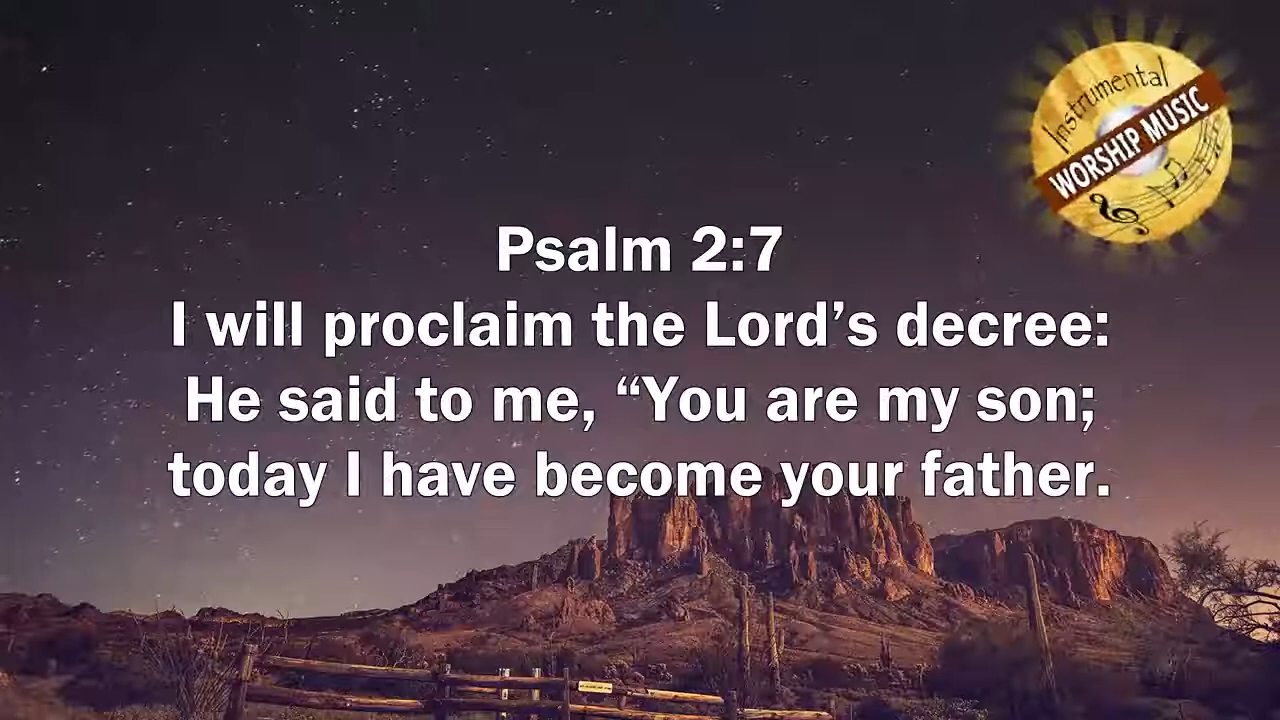 Instrumental
WORSHIP MUSIC
Psalm 2:7
I will proclaim the Lord’s decree:
He said to me, “You are my son;
today I have become your father.